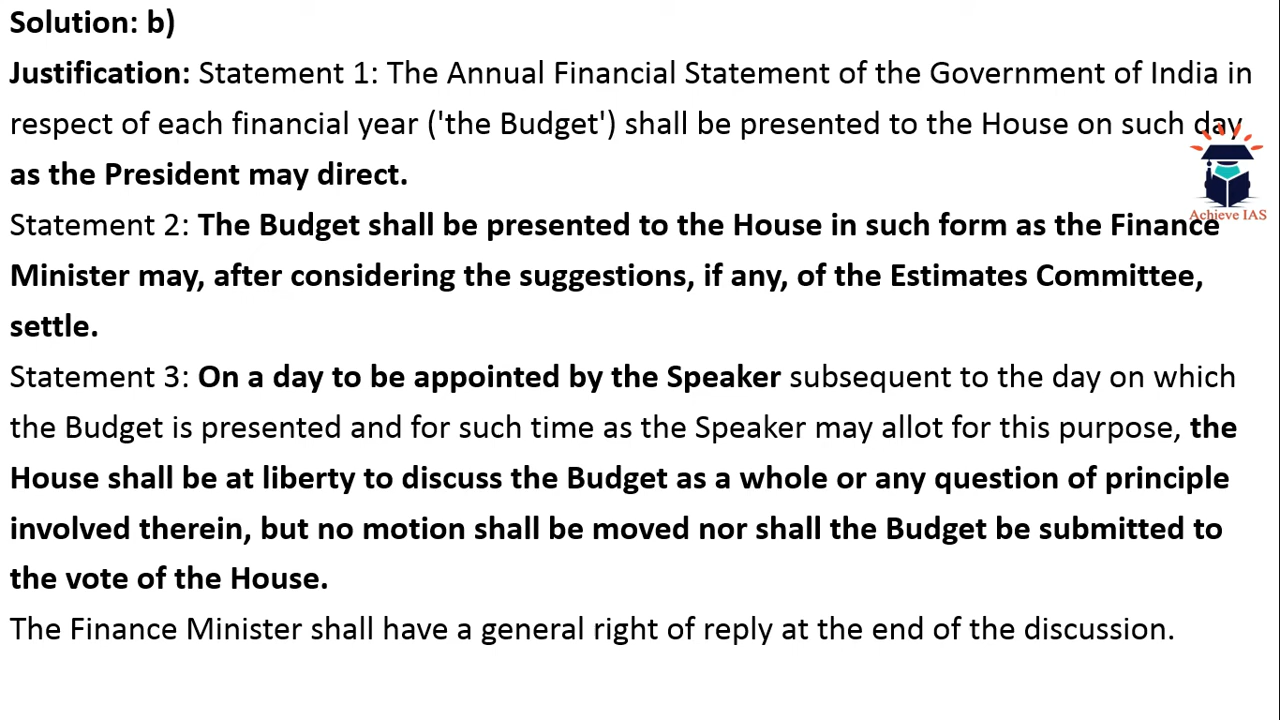 Solution: b)
Justification: Statement 1: The Annual Financial Statement of the Government of India in
respect of each financial year ('the Budget') shall be presented to the House on such day
as the President may direct.
Achieve IAS
Statement 2: The Budget shall be presented to the House in such form as the Finance
Minister may, after considering the suggestions, if any, of the Estimates Committee,
settle.
Statement 3: On a day to be appointed by the Speaker subsequent to the day on which
the Budget is presented and for such time as the Speaker may allot for this purpose, the
House shall be at liberty to discuss the Budget as a whole or any question of principle
involved therein, but no motion shall be moved nor shall the Budget be submitted to
the vote of the House.
The Finance Minister shall have a general right of reply at the end of the discussion.